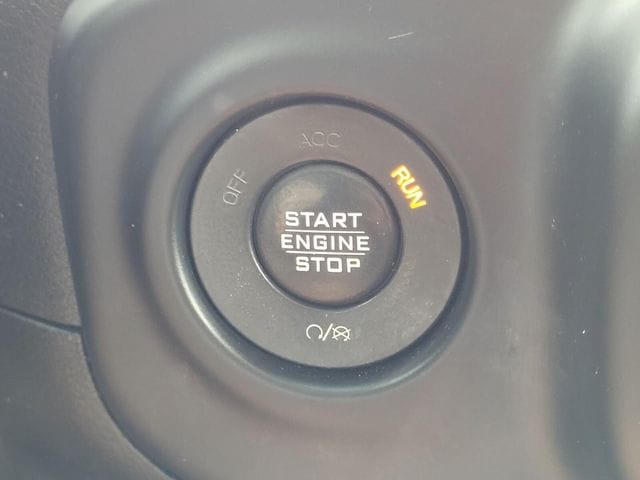 ACC
OFF
RUN
START
ENGINE
STOP